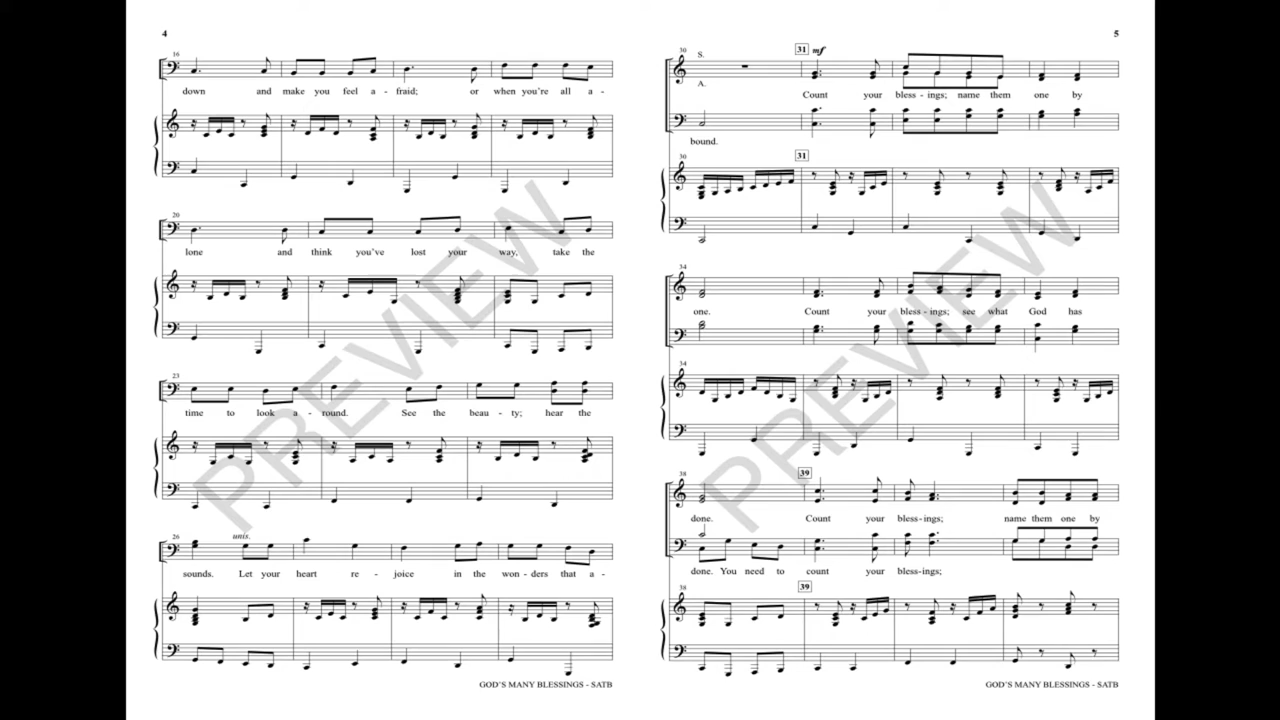 4
16
down and make you feel a - fraid; or when you're all a -
20
lone and think you've lost your way, take the
23
time to look a - round. See the beau - ty; hear the
26
unis.
sounds. Let your heart re - joice in the won - ders that a -
GOD'S MANY BLESSINGS - SATB
5
30
S.
31 mf
A.
Count your bless - ings; name them one by
bound.
30
31
34
one. Count your bless - ings; see what God has
34
38
39
done. Count your bless - ings; name them one by
done. You need to count your bless - ings;
38
39
GOD'S MANY BLESSINGS - SATB
PREVIEW
PREVIEW